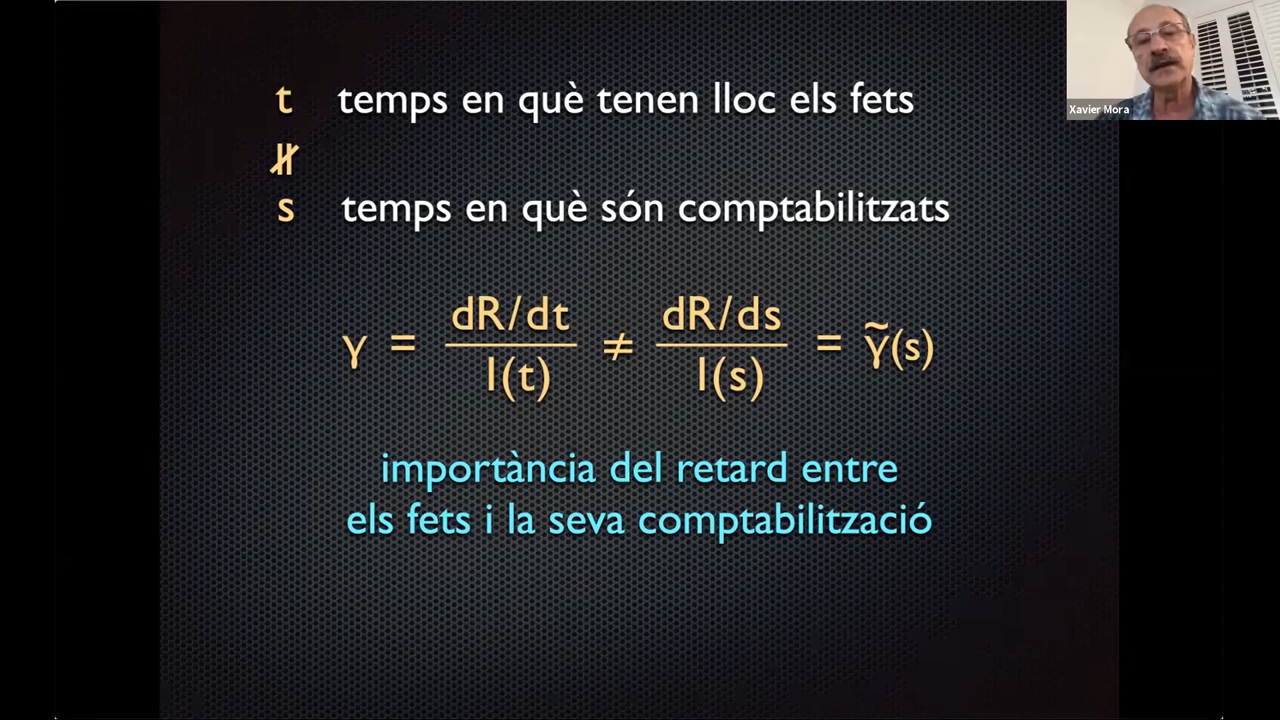 t temps en què tenen lloc els fets
∦
s temps en què són comptabilitzats
γ = dR/dt / I(t) ≠ dR/ds / I(s) = γ̃(s)
importància del retard entre
els fets i la seva comptabilització
Xavier Mora